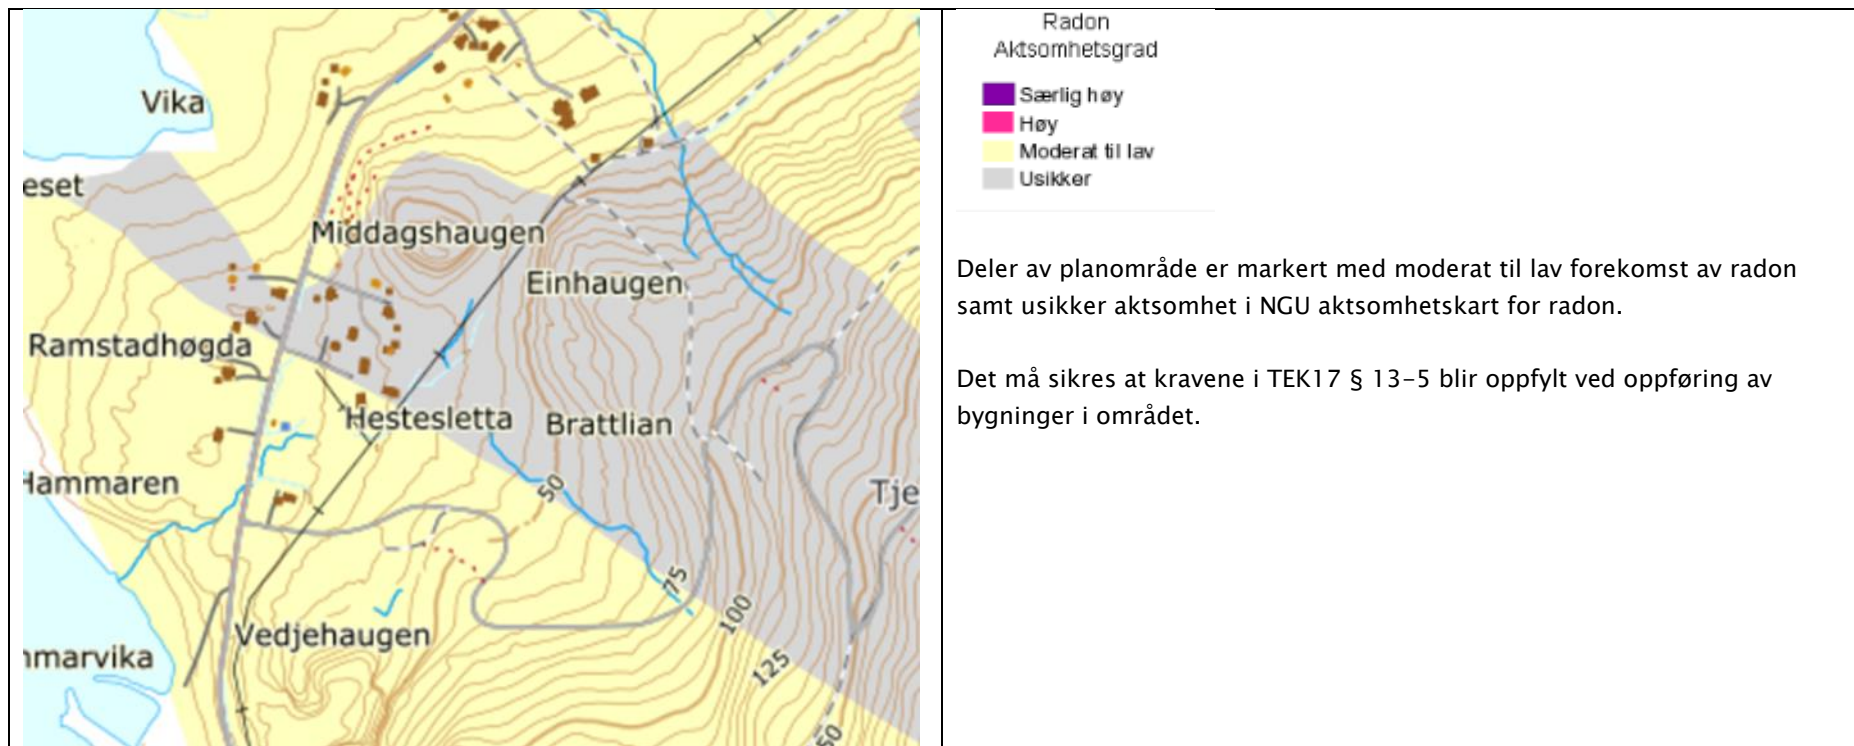 Vika
eset
Middagshaugen
Einhaugen
Ramstadhøgda
Hestesletta
Brattlian
Hammaren
50
Tje
75
100
Vedjehaugen
125
nmarvika
50
Radon
Aktsomhetsgrad
Særlig høy
Høy
Moderat til lav
Usikker
Deler av planområde er markert med moderat til lav forekomst av radon
samt usikker aktsomhet i NGU aktsomhetskart for radon.
Det må sikres at kravene i TEK17 § 13-5 blir oppfylt ved oppføring av
bygninger i området.